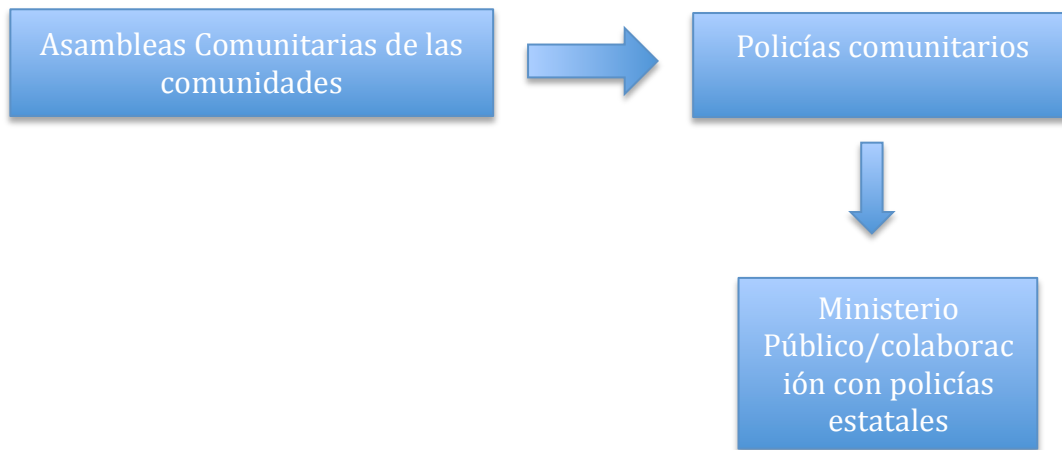 Asambleas Comunitarias de las
comunidades
Policías comunitarios
Ministerio
Público/colaborac
ión con policías
estatales